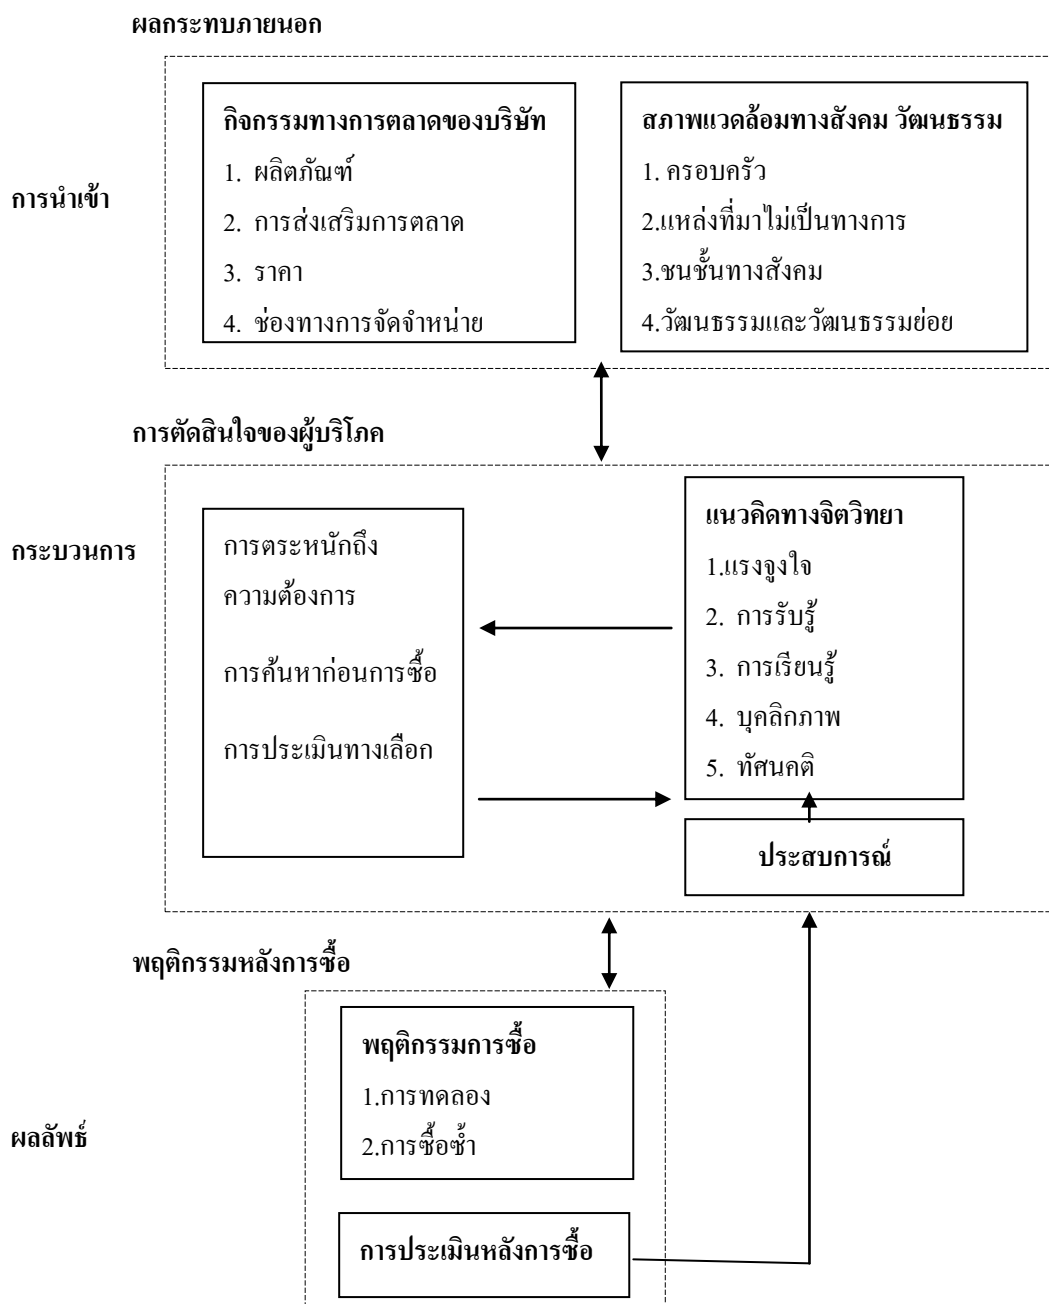 ผลกระทบภายนอก
การนำเข้า
กิจกรรมทางการตลาดของบริษัท
1. ผลิตภัณฑ์
2. การส่งเสริมการตลาด
3. ราคา
4. ช่องทางการจัดจำหน่าย
สภาพแวดล้อมทางสังคม วัฒนธรรม
1. ครอบครัว
2.แหล่งที่มาไม่เป็นทางการ
3.ชนชั้นทางสังคม
4.วัฒนธรรมและวัฒนธรรมย่อย
การตัดสินใจของผู้บริโภค
กระบวนการ
การตระหนักถึง
ความต้องการ
การค้นหาก่อนการซื้อ
การประเมินทางเลือก
แนวคิดทางจิตวิทยา
1.แรงจูงใจ
2. การรับรู้
3. การเรียนรู้
4. บุคลิกภาพ
5. ทัศนคติ
ประสบการณ์
พฤติกรรมหลังการซื้อ
ผลลัพธ์
พฤติกรรมการซื้อ
1.การทดลอง
2.การซื้อซ้ำ
การประเมินหลังการซื้อ